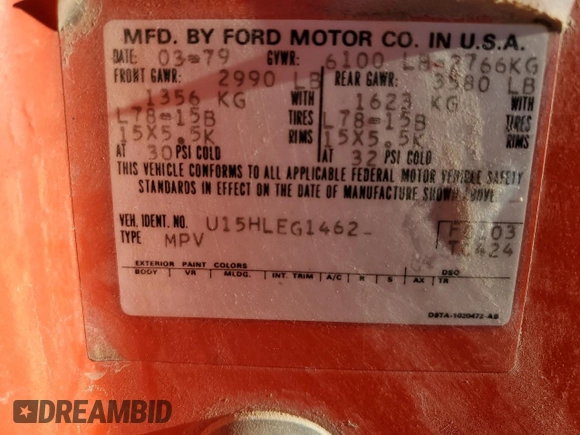 MFD. BY FORD MOTOR CO. IN U.S.A.
DATE: 03-79 GVWR: 6100 LB-2766KG
FRONT GAWR: 2990 LB REAR GAWR: 3580 LB
1356 KG WITH 1623 KG WITH
L78-15B TIRES L78-15B TIRES
15X5.5K RIMS 15X5.5K RIMS
AT 30 PSI COLD AT 32 PSI COLD
THIS VEHICLE CONFORMS TO ALL APPLICABLE FEDERAL MOTOR VEHICLE SAFETY
STANDARDS IN EFFECT ON THE DATE OF MANUFACTURE SHOWN ABOVE
VEH. IDENT. NO. U15HLEG1462-
TYPE MPV
EXTERIOR PAINT COLORS DSO
BODY VR MLDG. INT. TRIM A/C R S AX TR
D8TA-1020472-AB
DREAMBID